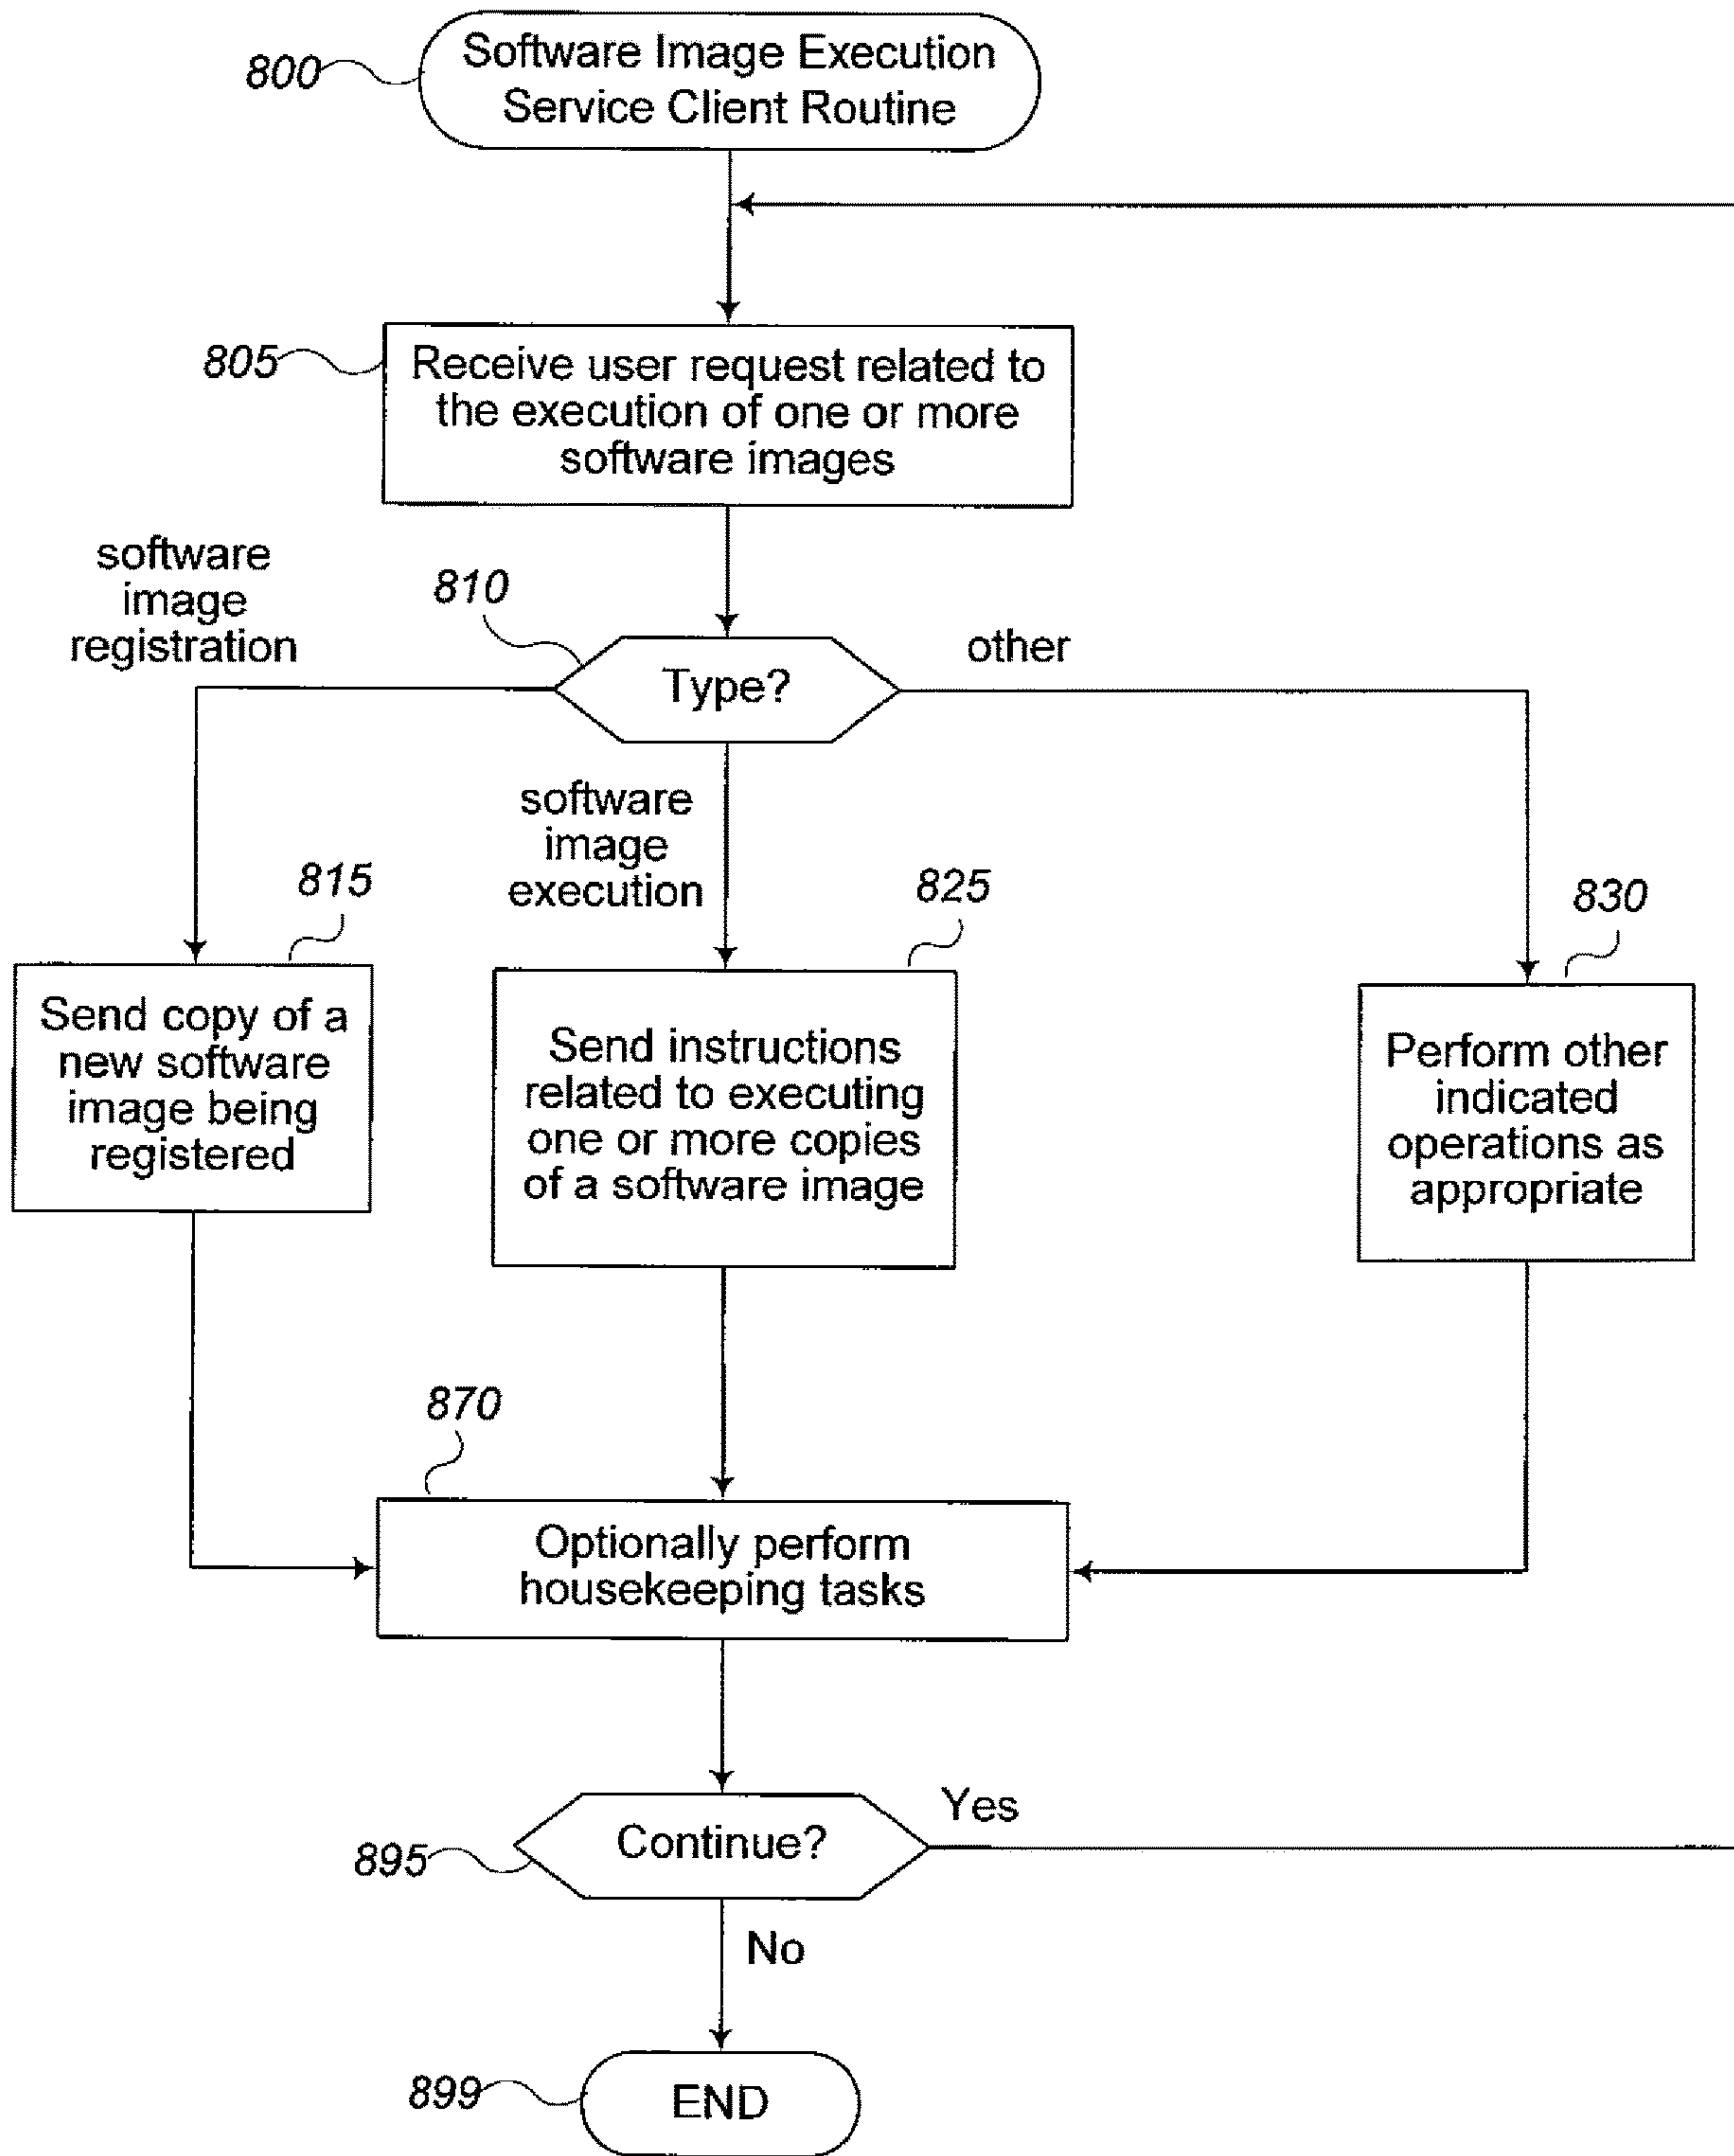 800
Software Image Execution
Service Client Routine
805
Receive user request related to
the execution of one or more
software images
software
image
registration
810
Type?
other
software
image
execution
815
Send copy of a
new software
image being
registered
825
Send instructions
related to executing
one or more copies
of a software image
830
Perform other
indicated
operations as
appropriate
870
Optionally perform
housekeeping tasks
895
Continue?
Yes
No
899
END